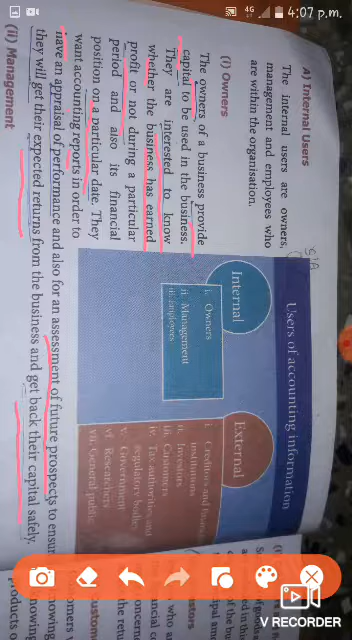 4G
4:07 p.m.
A) Internal Users
The internal users are owners,
management and employees who
are within the organisation.
(i) Owners
The owners of a business provide
capital to be used in the business.
They are interested to know
whether the business has earned
profit or not during a particular
period and also its financial
position on a particular date. They
want accounting reports in order to
have an appraisal of performance and also for an assessment of future prospects to ensure
they will get their expected returns from the business and get back their capital safely.
(ii) Management
Users of accounting information
Internal
i. Owners
ii. Management
iii. Employees
External
i. Creditors and
institutions
ii. Investors
iii. Customers
iv. Tax authorities and
regulatory bodies
v. Government
vi. Researchers
vii. General public
V RECORDER